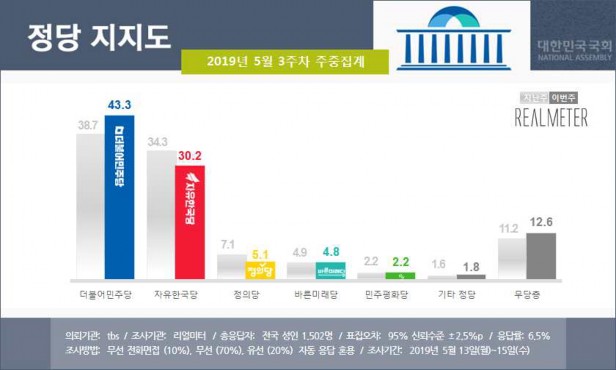 정당 지지도
대한민국국회
NATIONAL ASSEMBLY
2019년 5월 3주차 주중집계
지난주 이번주
REALMETER
38.7 43.3
34.3 30.2
7.1 5.1
4.9 4.8
2.2 2.2
1.6 1.8
11.2 12.6
더불어민주당
자유한국당
정의당
바른미래당
더불어민주당 자유한국당 정의당 바른미래당 민주평화당 기타 정당 무당층
의뢰기관: tbs / 조사기관: 리얼미터 / 총응답자: 전국 성인 1,502명 / 표집오차: 95% 신뢰수준 ±2,5%p / 응답률: 6,5%
조사방법: 무선 전화면접 (10%), 무선 (70%), 유선 (20%) 자동 응답 혼용 / 조사기간: 2019년 5월 13일(월)~15일(수)